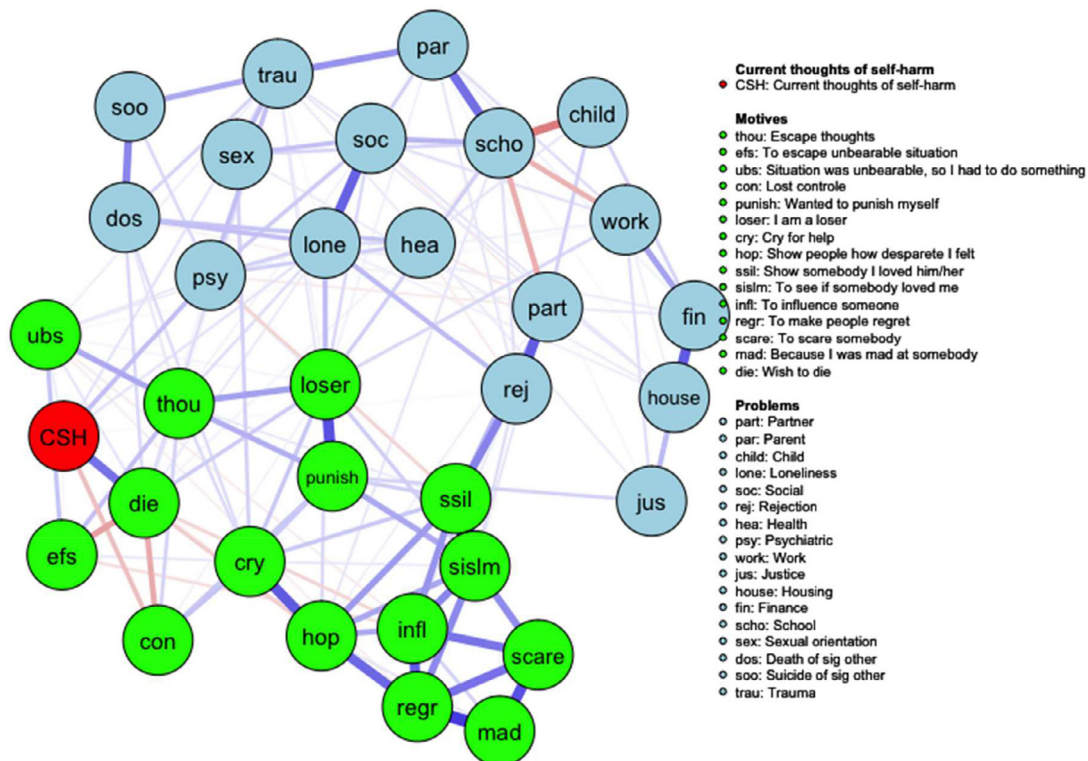 par
trau
soo
child
soc
scho
sex
dos
work
lone
hea
psy
part
fin
ubs
loser
rej
house
thou
CSH
punish
ssil
jus
die
efs
cry
sislm
con
hop
infl
scare
regr
mad
Current thoughts of self-harm
CSH: Current thoughts of self-harm
Motives
thou: Escape thoughts
efs: To escape unbearable situation
ubs: Situation was unbearable, so I had to do something
con: Lost controle
punish: Wanted to punish myself
loser: I am a loser
cry: Cry for help
hop: Show people how desparete I felt
ssil: Show somebody I loved him/her
sislm: To see if somebody loved me
infl: To influence someone
regr: To make people regret
scare: To scare somebody
mad: Because I was mad at somebody
die: Wish to die
Problems
part: Partner
par: Parent
child: Child
lone: Loneliness
soc: Social
rej: Rejection
hea: Health
psy: Psychiatric
work: Work
jus: Justice
house: Housing
fin: Finance
scho: School
sex: Sexual orientation
dos: Death of sig other
soo: Suicide of sig other
trau: Trauma